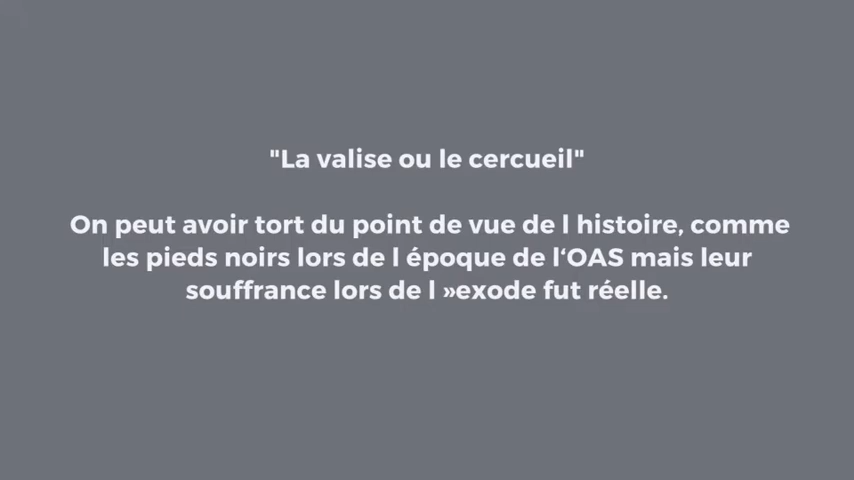 "La valise ou le cercueil"
On peut avoir tort du point de vue de l histoire, comme
les pieds noirs lors de l époque de l‘OAS mais leur
souffrance lors de l »exode fut réelle.